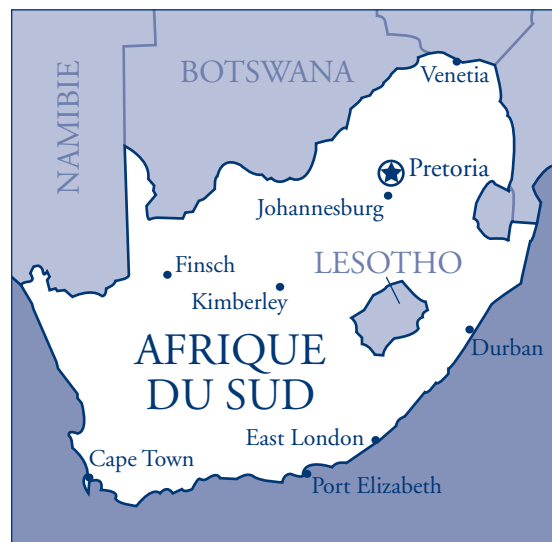 NAMIBIE
BOTSWANA
Venetia
Pretoria
Johannesburg
Finsch
LESOTHO
Kimberley
AFRIQUE
DU SUD
Durban
East London
Cape Town
Port Elizabeth